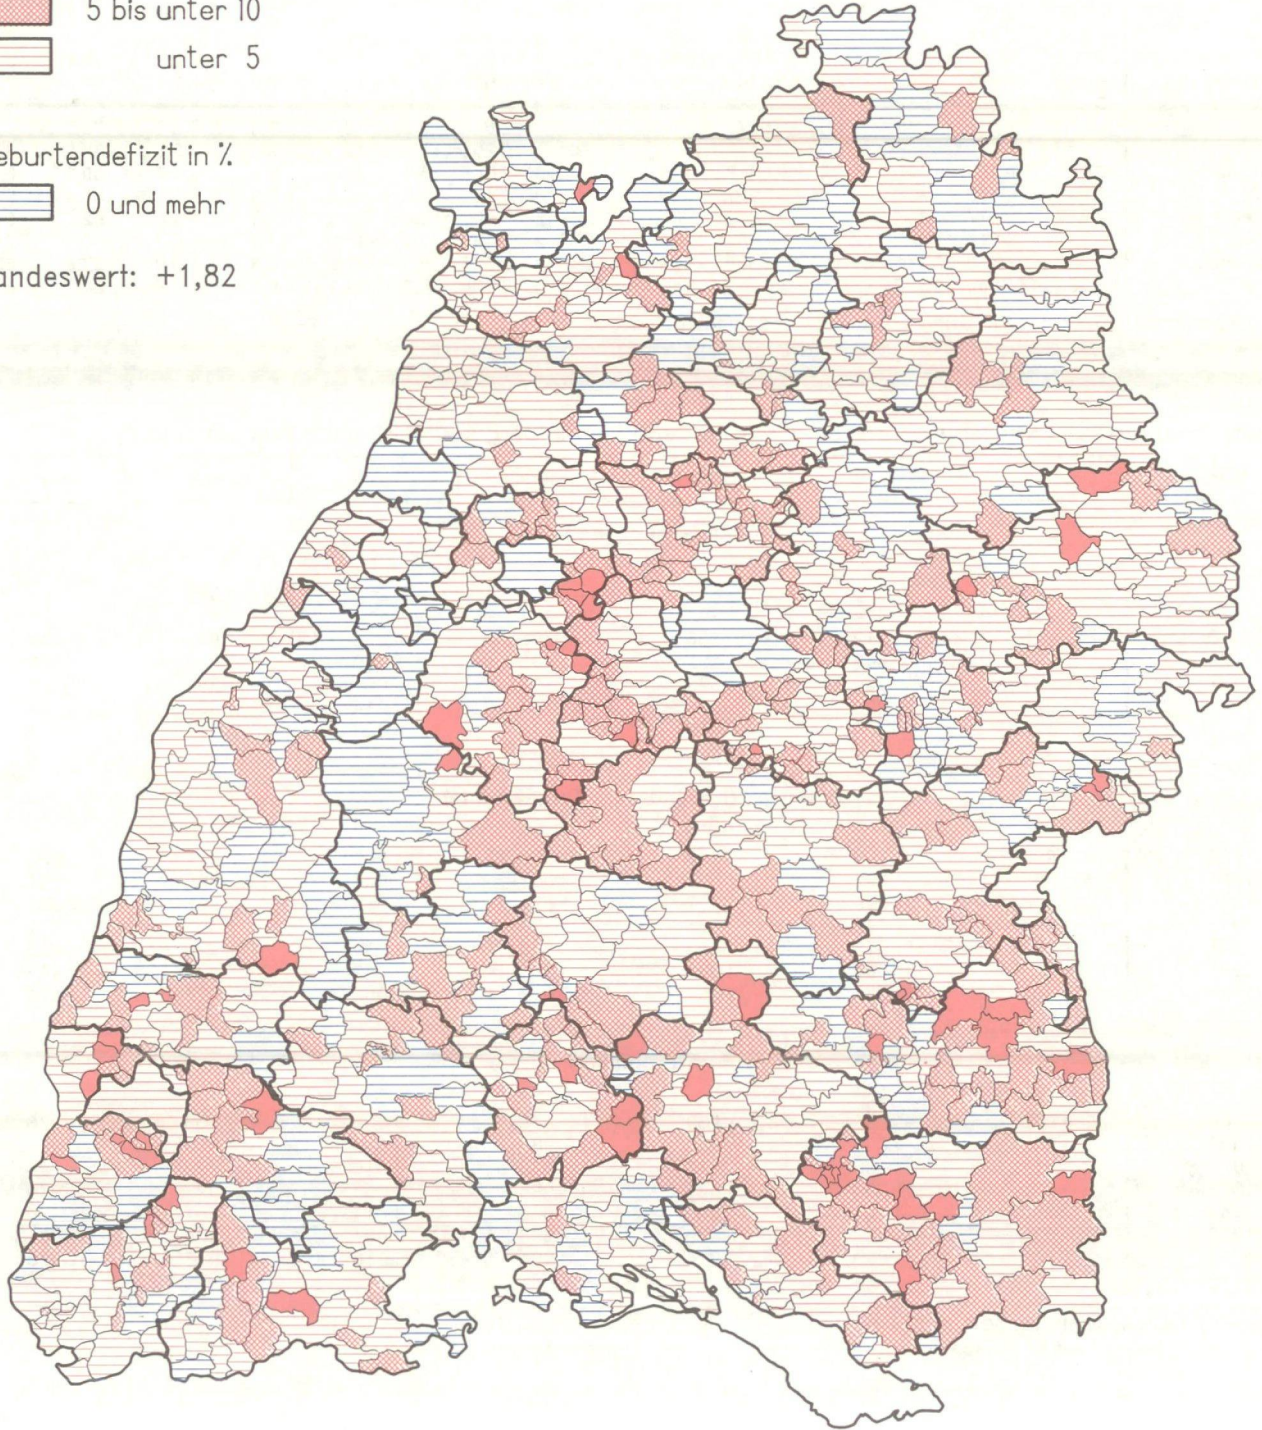 5 bis unter 10
unter 5
eburtendefizit in %
0 und mehr
andeswert: +1,82